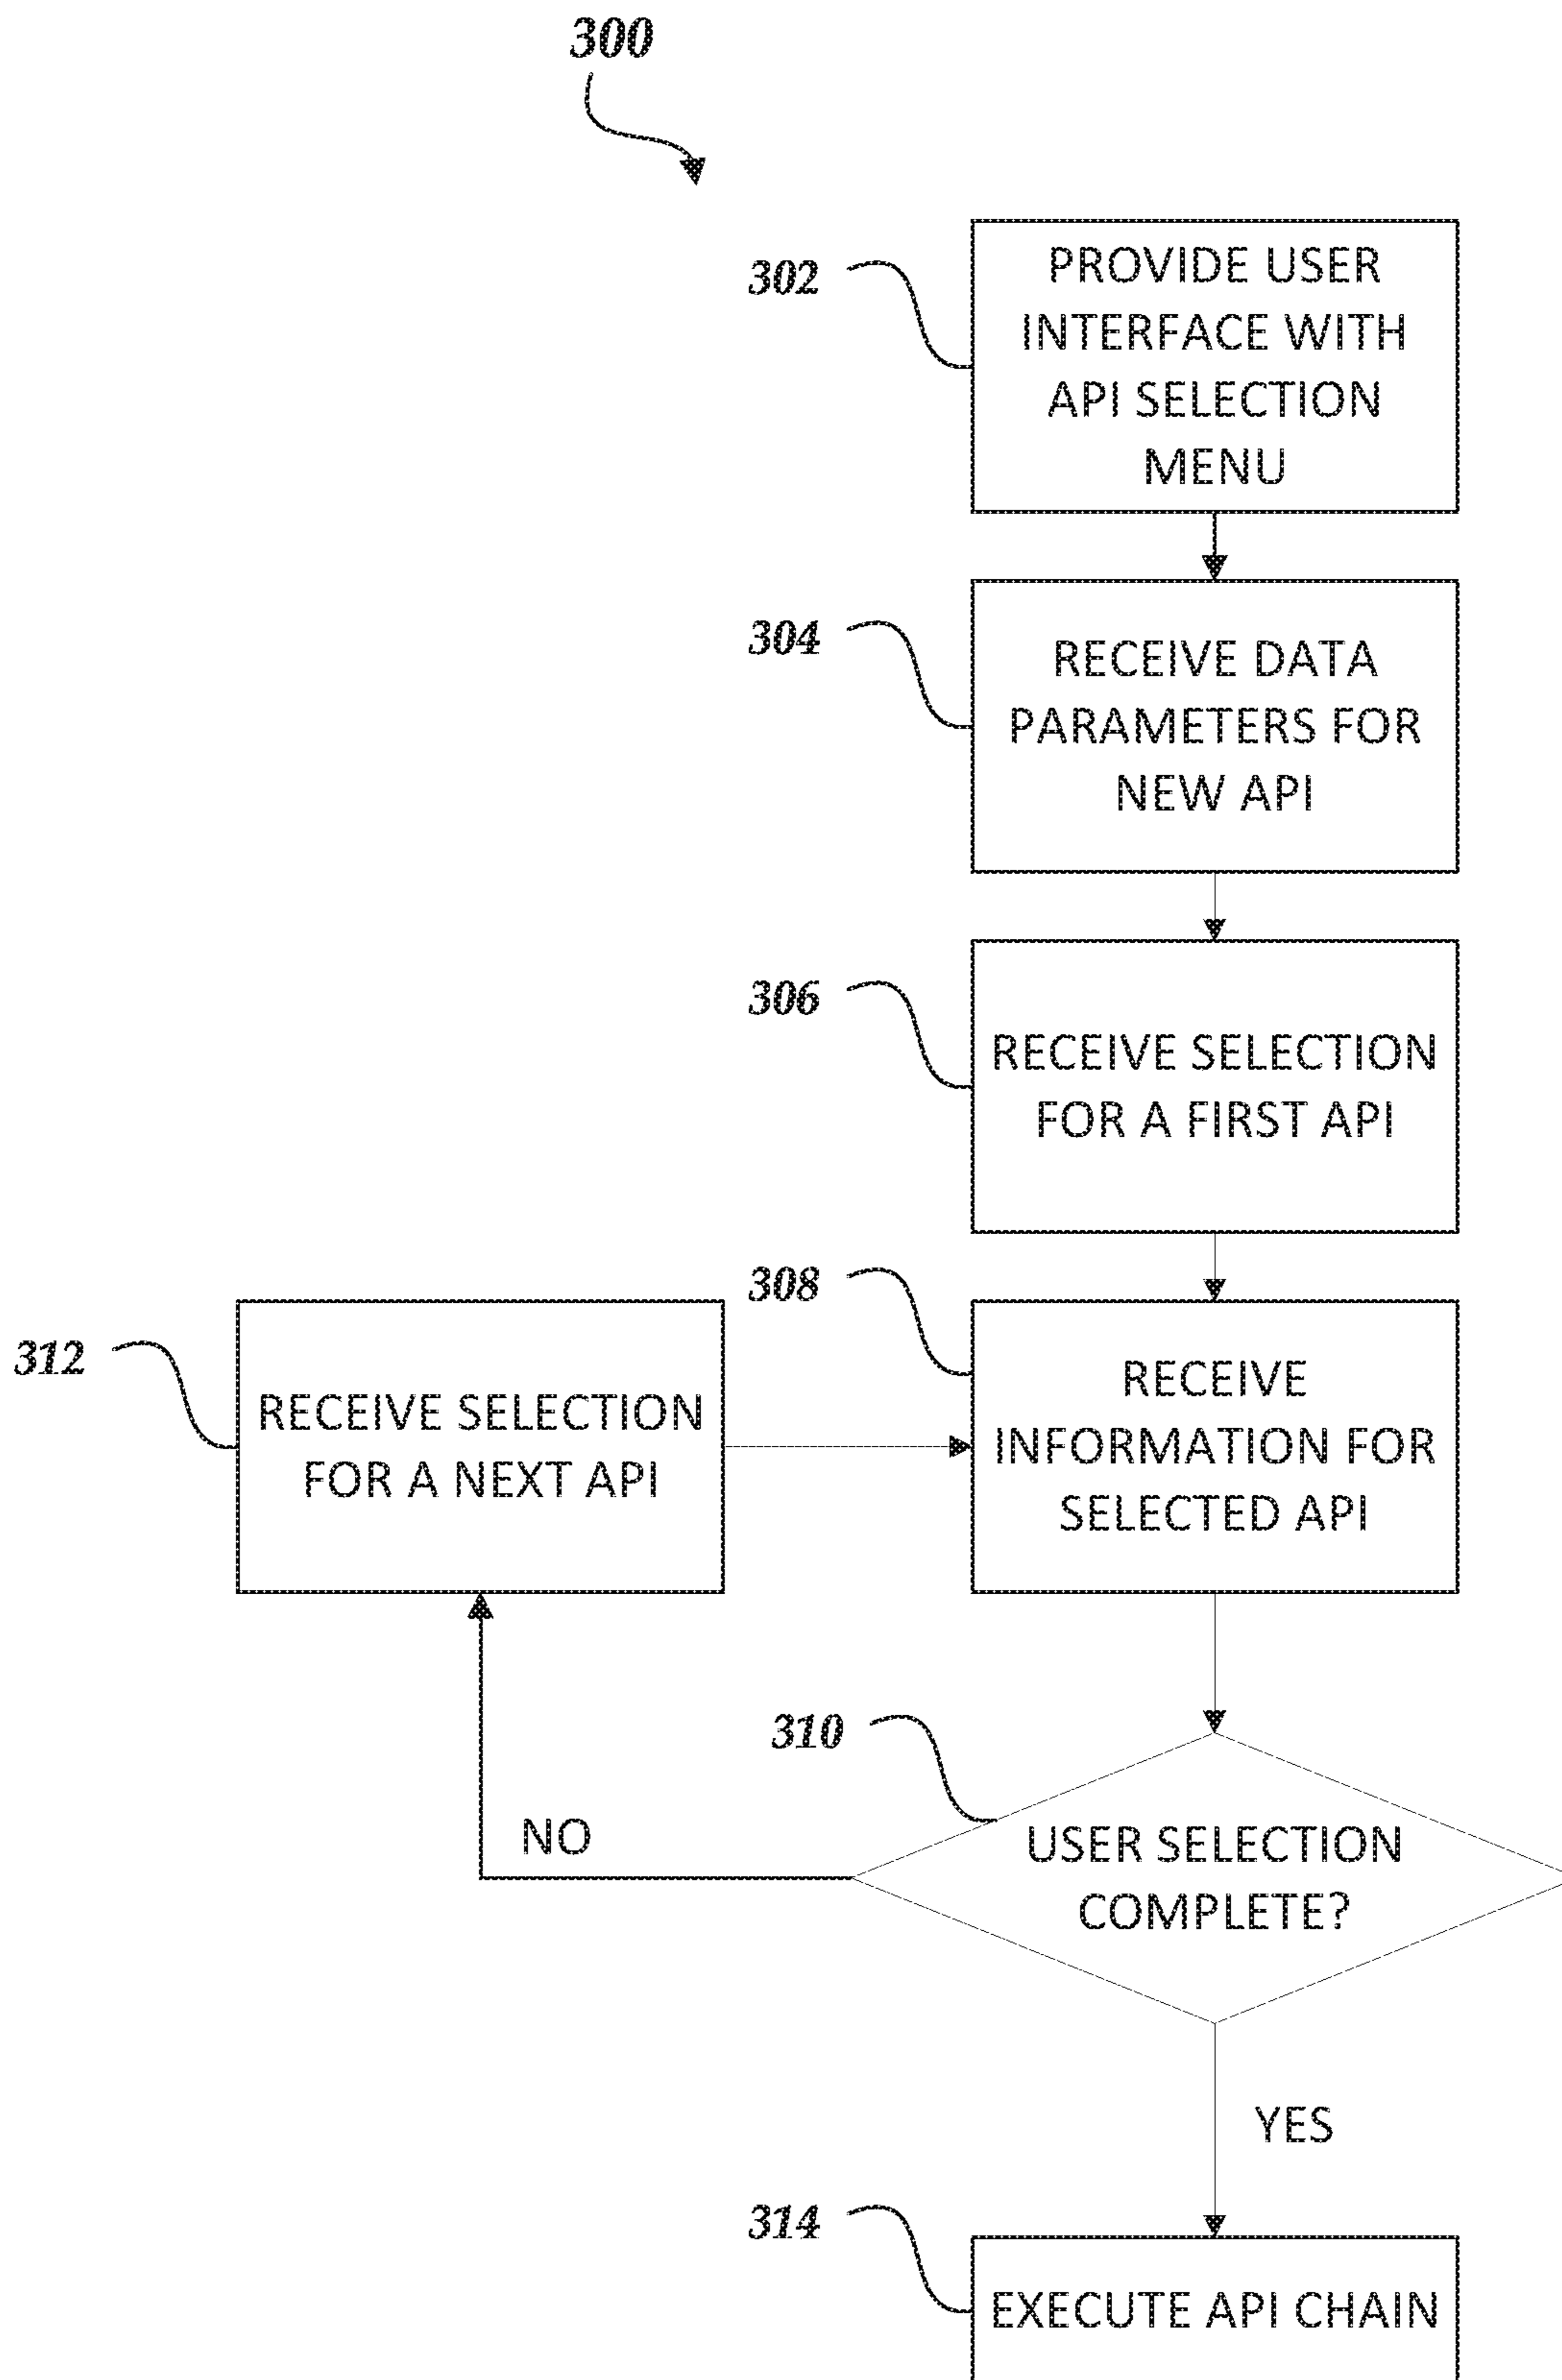 300
302
PROVIDE USER
INTERFACE WITH
API SELECTION
MENU
304
RECEIVE DATA
PARAMETERS FOR
NEW API
306
RECEIVE SELECTION
FOR A FIRST API
308
RECEIVE
INFORMATION FOR
SELECTED API
312
RECEIVE SELECTION
FOR A NEXT API
310
USER SELECTION
COMPLETE?
NO
YES
314
EXECUTE API CHAIN